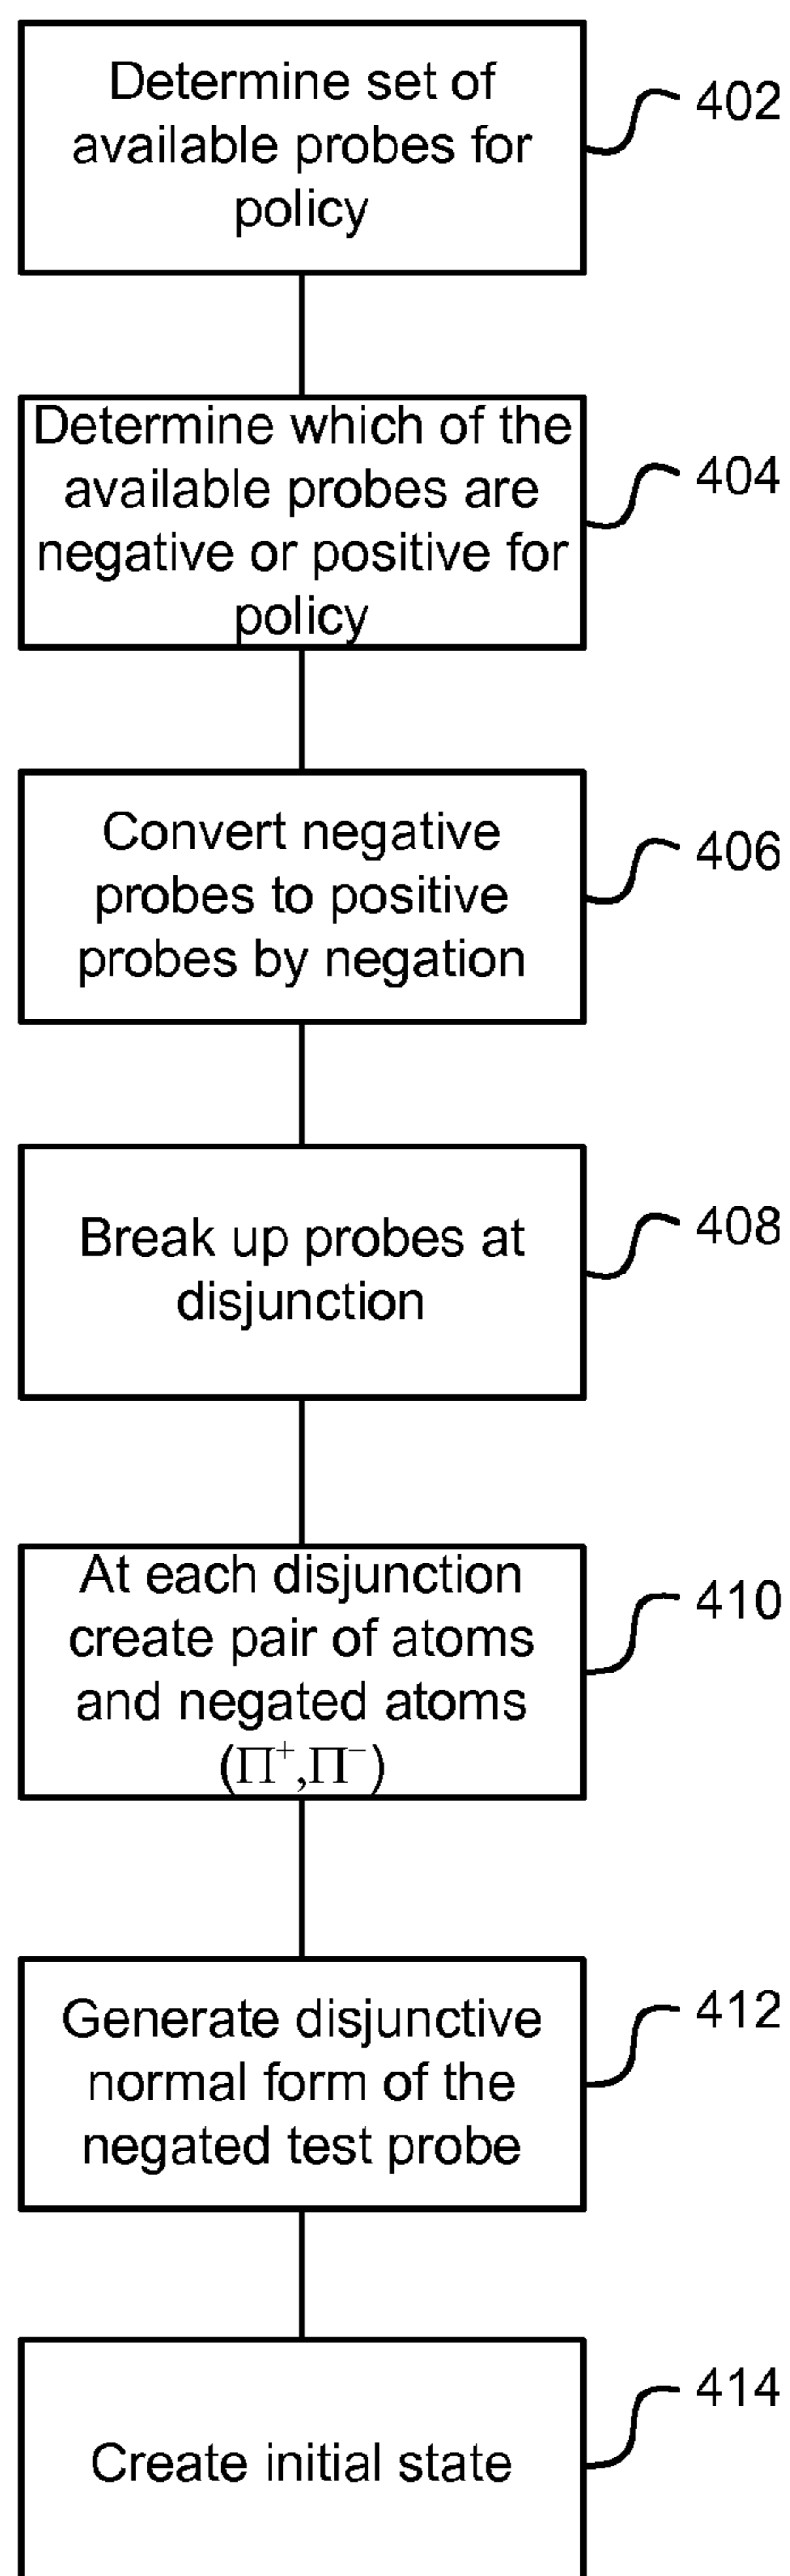 Determine set of
available probes for
policy
402
Determine which of the
available probes are
negative or positive for
policy
404
Convert negative
probes to positive
probes by negation
406
Break up probes at
disjunction
408
At each disjunction
create pair of atoms
and negated atoms
(Π⁺,Π⁻)
410
Generate disjunctive
normal form of the
negated test probe
412
Create initial state
414